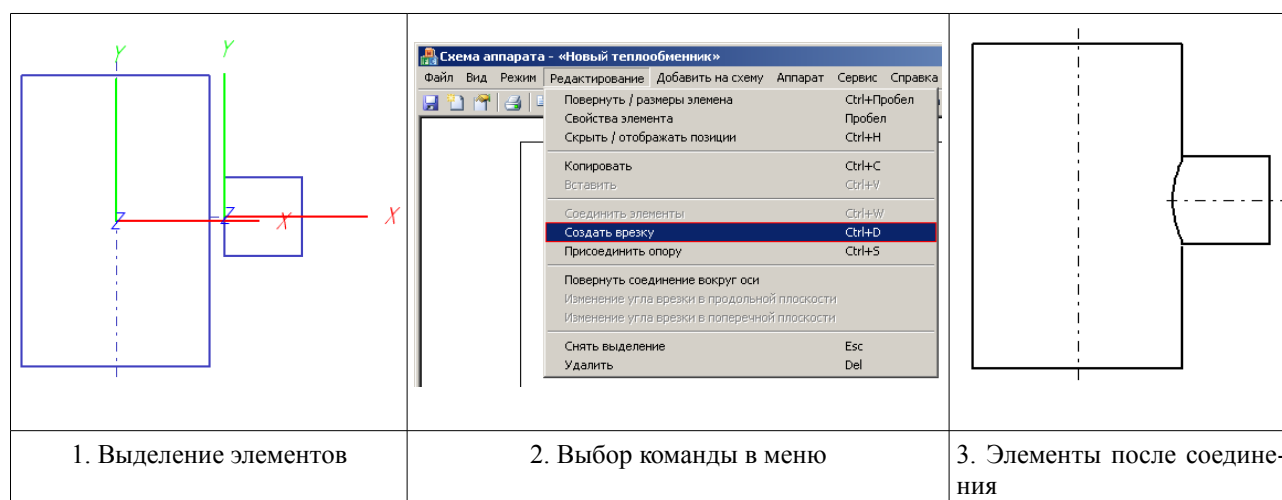 Y
Y
Z
X
Z
X
Схема аппарата - «Новый теплообменник»
Файл Вид Режим Редактирование Добавить на схему Аппарат Сервис Справка
Повернуть / размеры элемена Ctrl+Пробел
Свойства элемента Пробел
Скрыть / отображать позиции Ctrl+H
Копировать Ctrl+C
Вставить Ctrl+V
Соединить элементы Ctrl+W
Создать врезку Ctrl+D
Присоединить опору Ctrl+S
Повернуть соединение вокруг оси
Изменение угла врезки в продольной плоскости
Изменение угла врезки в поперечной плоскости
Снять выделение Esc
Удалить Del
1. Выделение элементов
2. Выбор команды в меню
3. Элементы после соедине-
ния